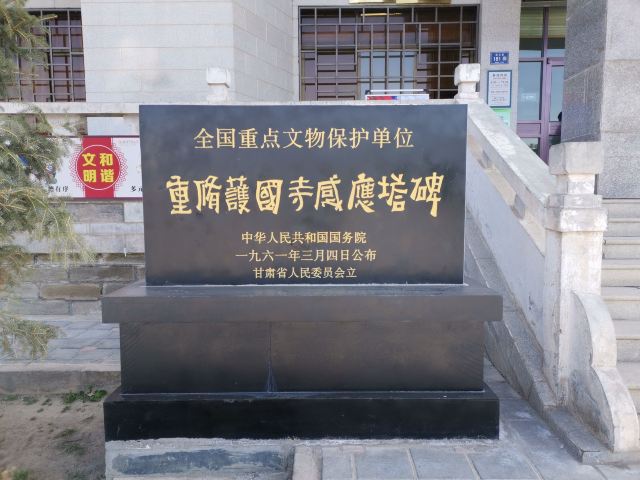 全国重点文物保护单位
重脩護國寺感應塔碑
中华人民共和国国务院
一九六一年三月四日公布
甘肃省人民委员会立
文和
明谐
181